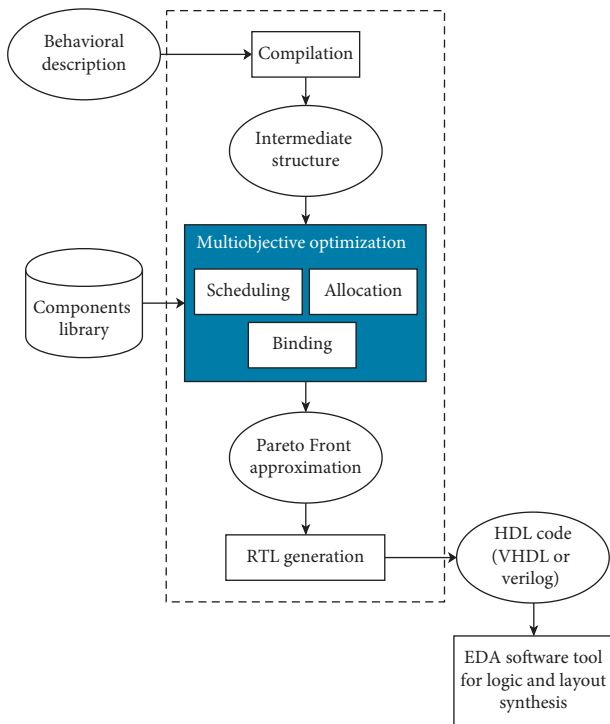 Behavioral
description
Compilation
Intermediate
structure
Multiobjective optimization
Scheduling
Allocation
Binding
Components
library
Pareto Front
approximation
RTL generation
HDL code
(VHDL or
verilog)
EDA software tool
for logic and layout
synthesis